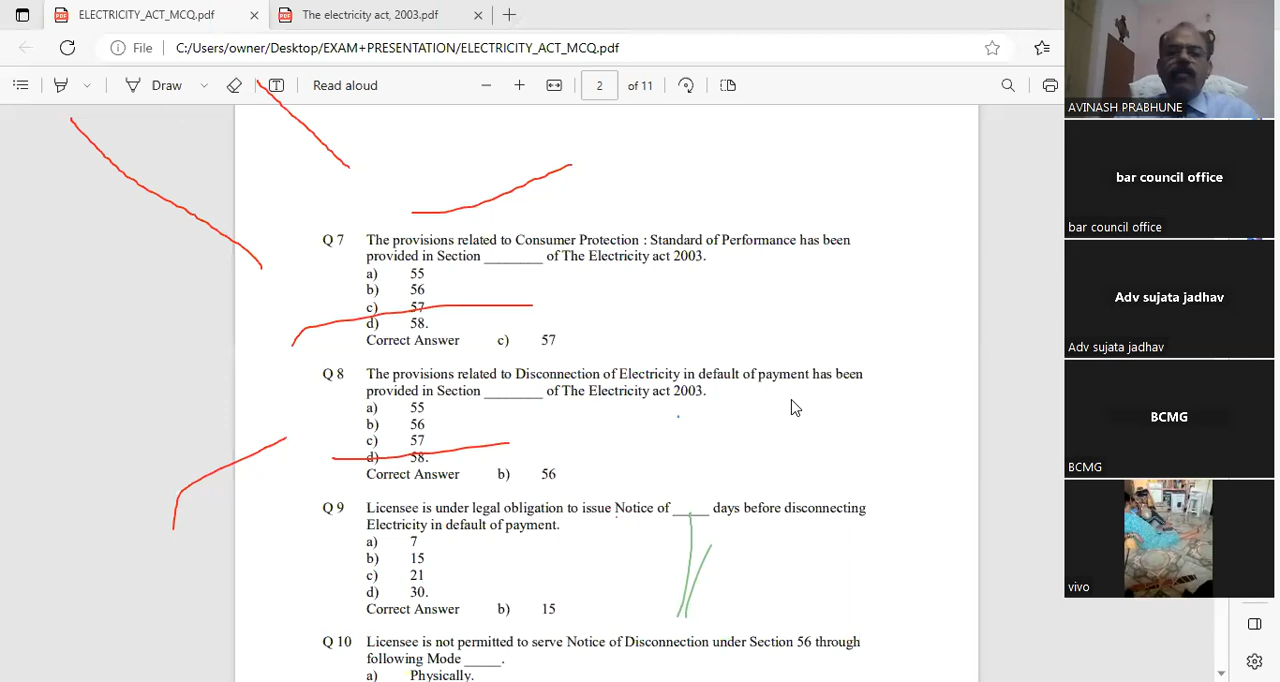 ELECTRICITY_ACT_MCQ.pdf
The electricity act, 2003.pdf
File
C:/Users/owner/Desktop/EXAM+PRESENTATION/ELECTRICITY_ACT_MCQ.pdf
Draw
Read aloud
2
of 11
Q 7 The provisions related to Consumer Protection : Standard of Performance has been
provided in Section _________ of The Electricity act 2003.
a) 55
b) 56
c) 57
d) 58.
Correct Answer c) 57
Q 8 The provisions related to Disconnection of Electricity in default of payment has been
provided in Section _________ of The Electricity act 2003.
a) 55
b) 56
c) 57
d) 58.
Correct Answer b) 56
Q 9 Licensee is under legal obligation to issue Notice of _____ days before disconnecting
Electricity in default of payment.
a) 7
b) 15
c) 21
d) 30.
Correct Answer b) 15
Q 10 Licensee is not permitted to serve Notice of Disconnection under Section 56 through
following Mode _____.
a) Physically.
AVINASH PRABHUNE
bar council office
bar council office
Adv sujata jadhav
Adv sujata jadhav
BCMG
BCMG
vivo